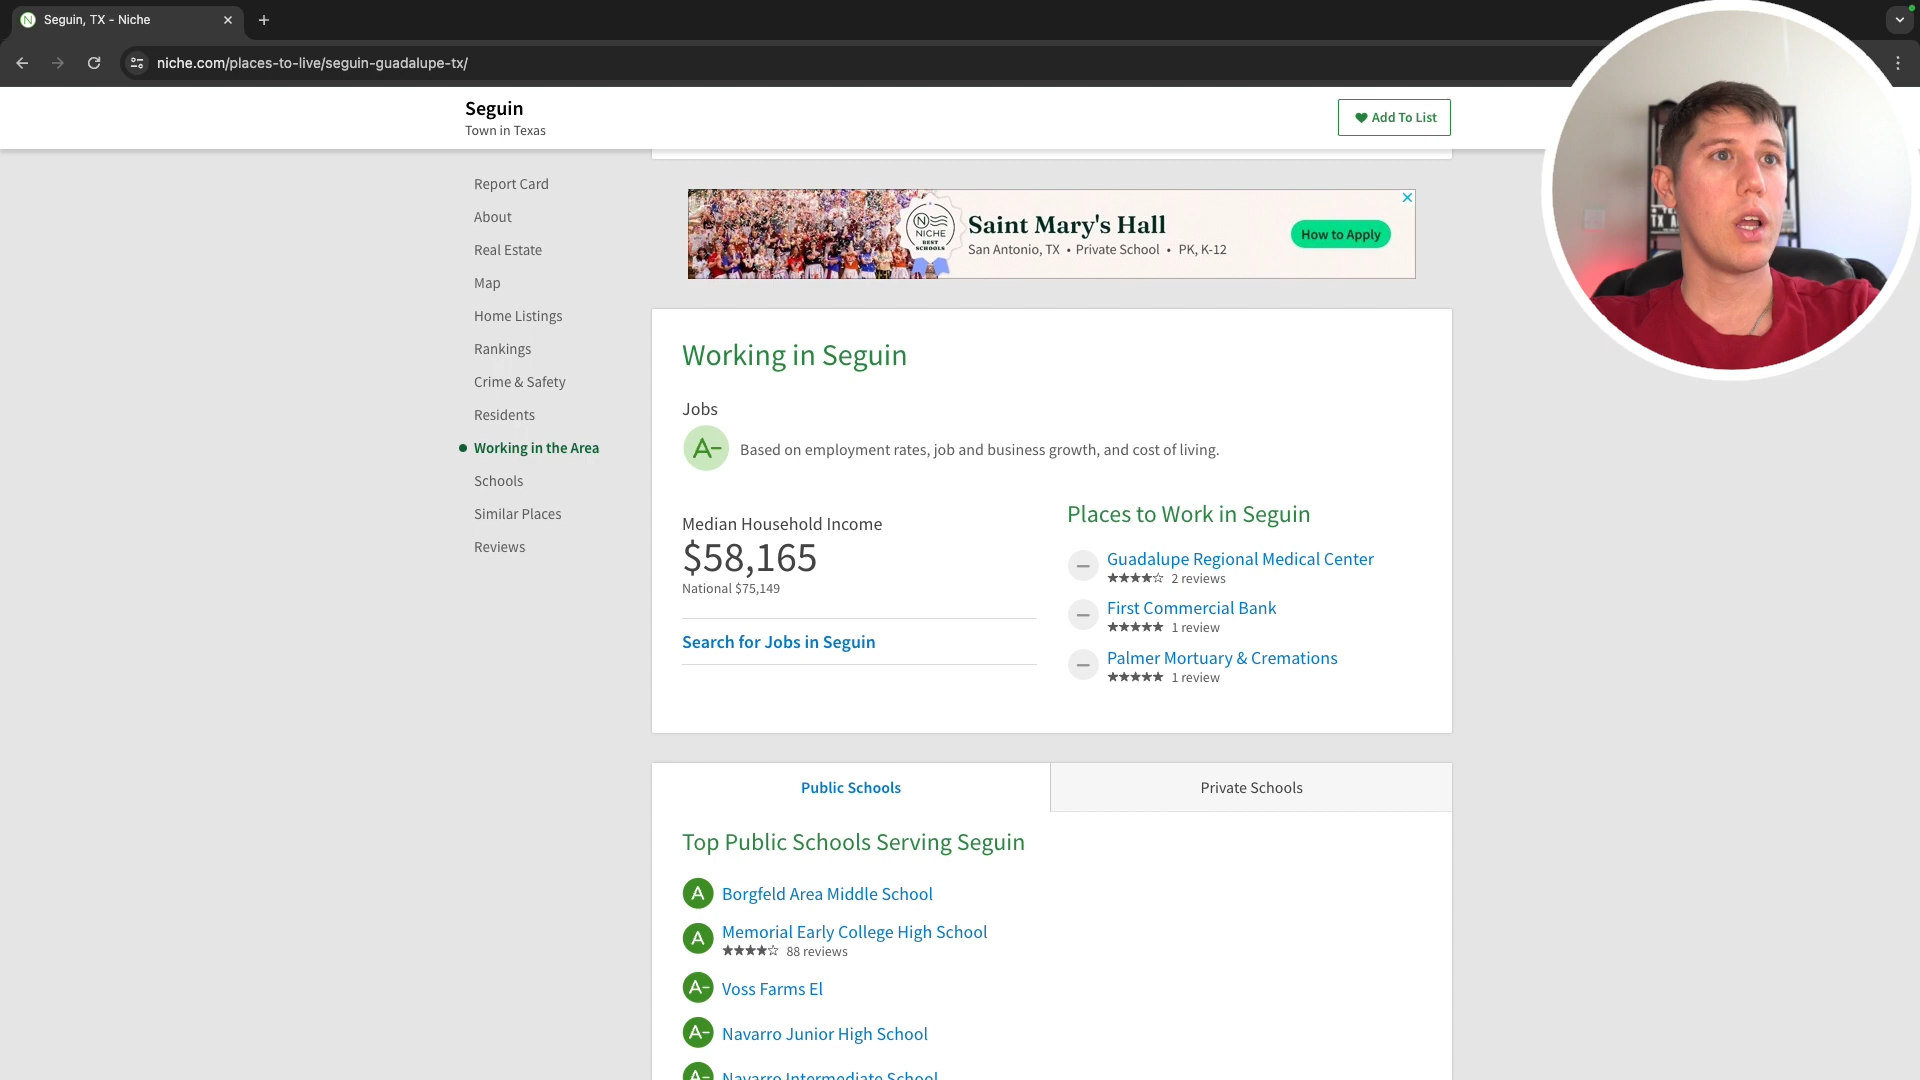 Seguin, TX - Niche
niche.com/places-to-live/seguin-guadalupe-tx/
Seguin
Town in Texas
Add To List
Report Card
About
Real Estate
Map
Home Listings
Rankings
Crime & Safety
Residents
Working in the Area
Schools
Similar Places
Reviews
NICHE
BEST
SCHOOLS
Saint Mary's Hall
San Antonio, TX • Private School • PK, K-12
How to Apply
Working in Seguin
Jobs
A- Based on employment rates, job and business growth, and cost of living.
Median Household Income
$58,165
National $75,149
Search for Jobs in Seguin
Places to Work in Seguin
Guadalupe Regional Medical Center
★★★★☆ 2 reviews
First Commercial Bank
★★★★★ 1 review
Palmer Mortuary & Cremations
★★★★★ 1 review
Public Schools
Private Schools
Top Public Schools Serving Seguin
A Borgfeld Area Middle School
A Memorial Early College High School
★★★★☆ 88 reviews
A- Voss Farms El
A- Navarro Junior High School
A- Navarro Intermediate School